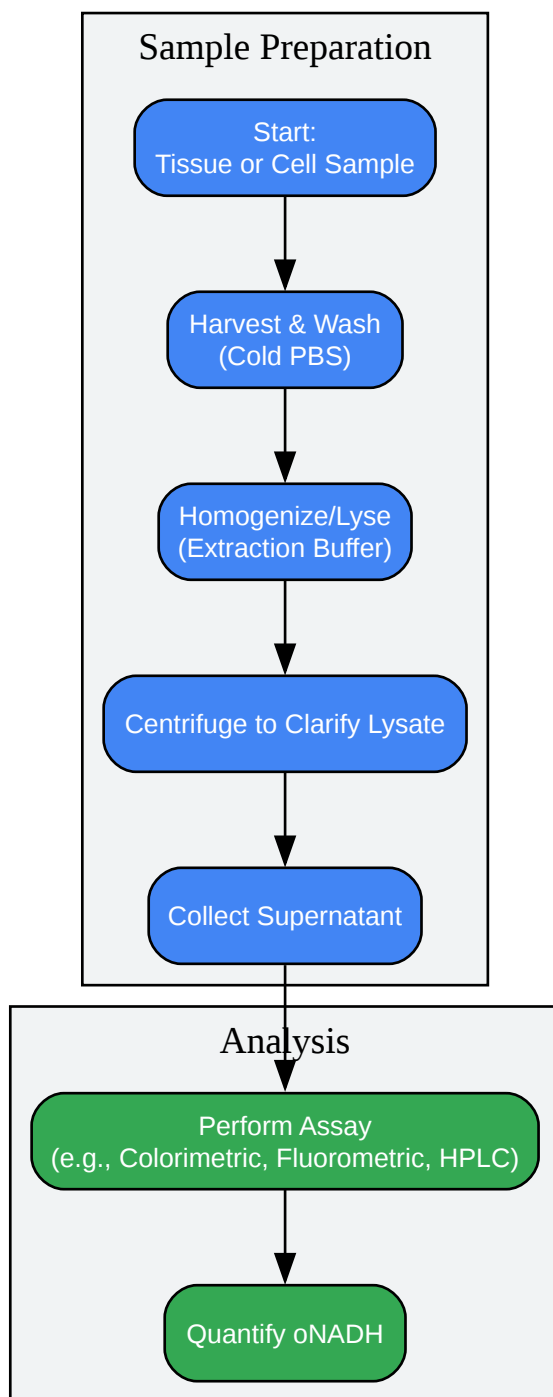 Sample Preparation
Start:
Tissue or Cell Sample
Harvest & Wash
(Cold PBS)
Homogenize/Lyse
(Extraction Buffer)
Centrifuge to Clarify Lysate
Collect Supernatant
Analysis
Perform Assay
(e.g., Colorimetric, Fluorometric, HPLC)
Quantify oNADH